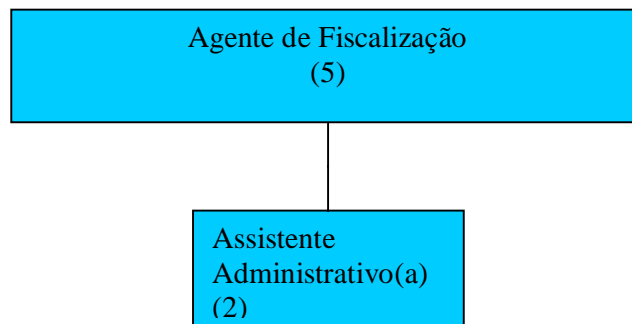 Agente de Fiscalização
(5)
Assistente
Administrativo(a)
(2)